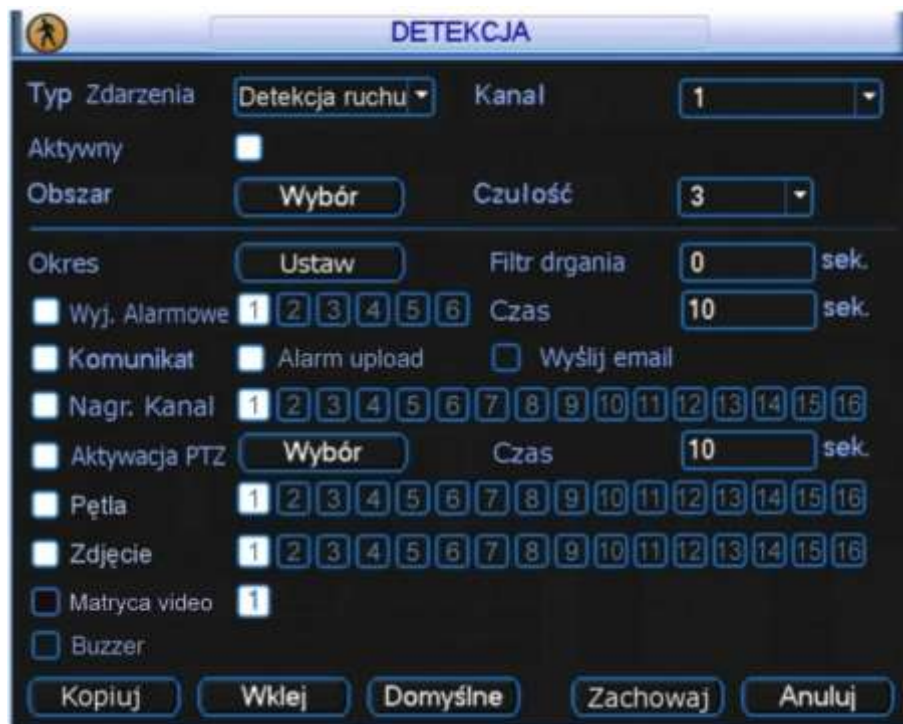 DETEKCJA
Typ Zdarzenia Detekcja ruchu Kanal 1
Aktywny
Obszar Wybór Czułość 3
Okres Ustaw Filtr drgania 0 sek.
Wyj. Alarmowe 1 2 3 4 5 6 Czas 10 sek.
Komunikat Alarm upload Wyślij email
Nagr. Kanal 1 2 3 4 5 6 7 8 9 10 11 12 13 14 15 16
Aktywacja PTZ Wybór Czas 10 sek.
Pętla 1 2 3 4 5 6 7 8 9 10 11 12 13 14 15 16
Zdjęcie 1 2 3 4 5 6 7 8 9 10 11 12 13 14 15 16
Matryca video 1
Buzzer
Kopiuj Wklej Domyślne Zachowaj Anuluj